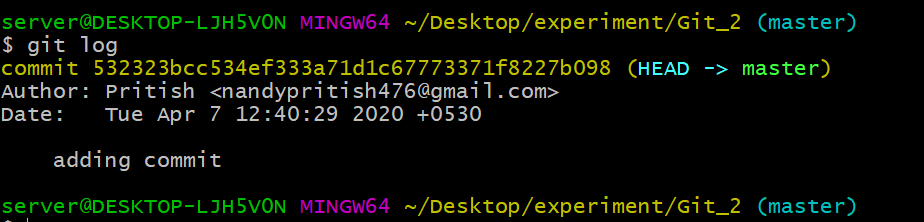 server@DESKTOP-LJH5V0N MINGW64 ~/Desktop/experiment/Git_2 (master)
$ git log
commit 532323bcc534ef333a71d1c67773371f8227b098 (HEAD -> master)
Author: Pritish <nandypritish476@gmail.com>
Date:   Tue Apr 7 12:40:29 2020 +0530
adding commit
server@DESKTOP-LJH5V0N MINGW64 ~/Desktop/experiment/Git_2 (master)